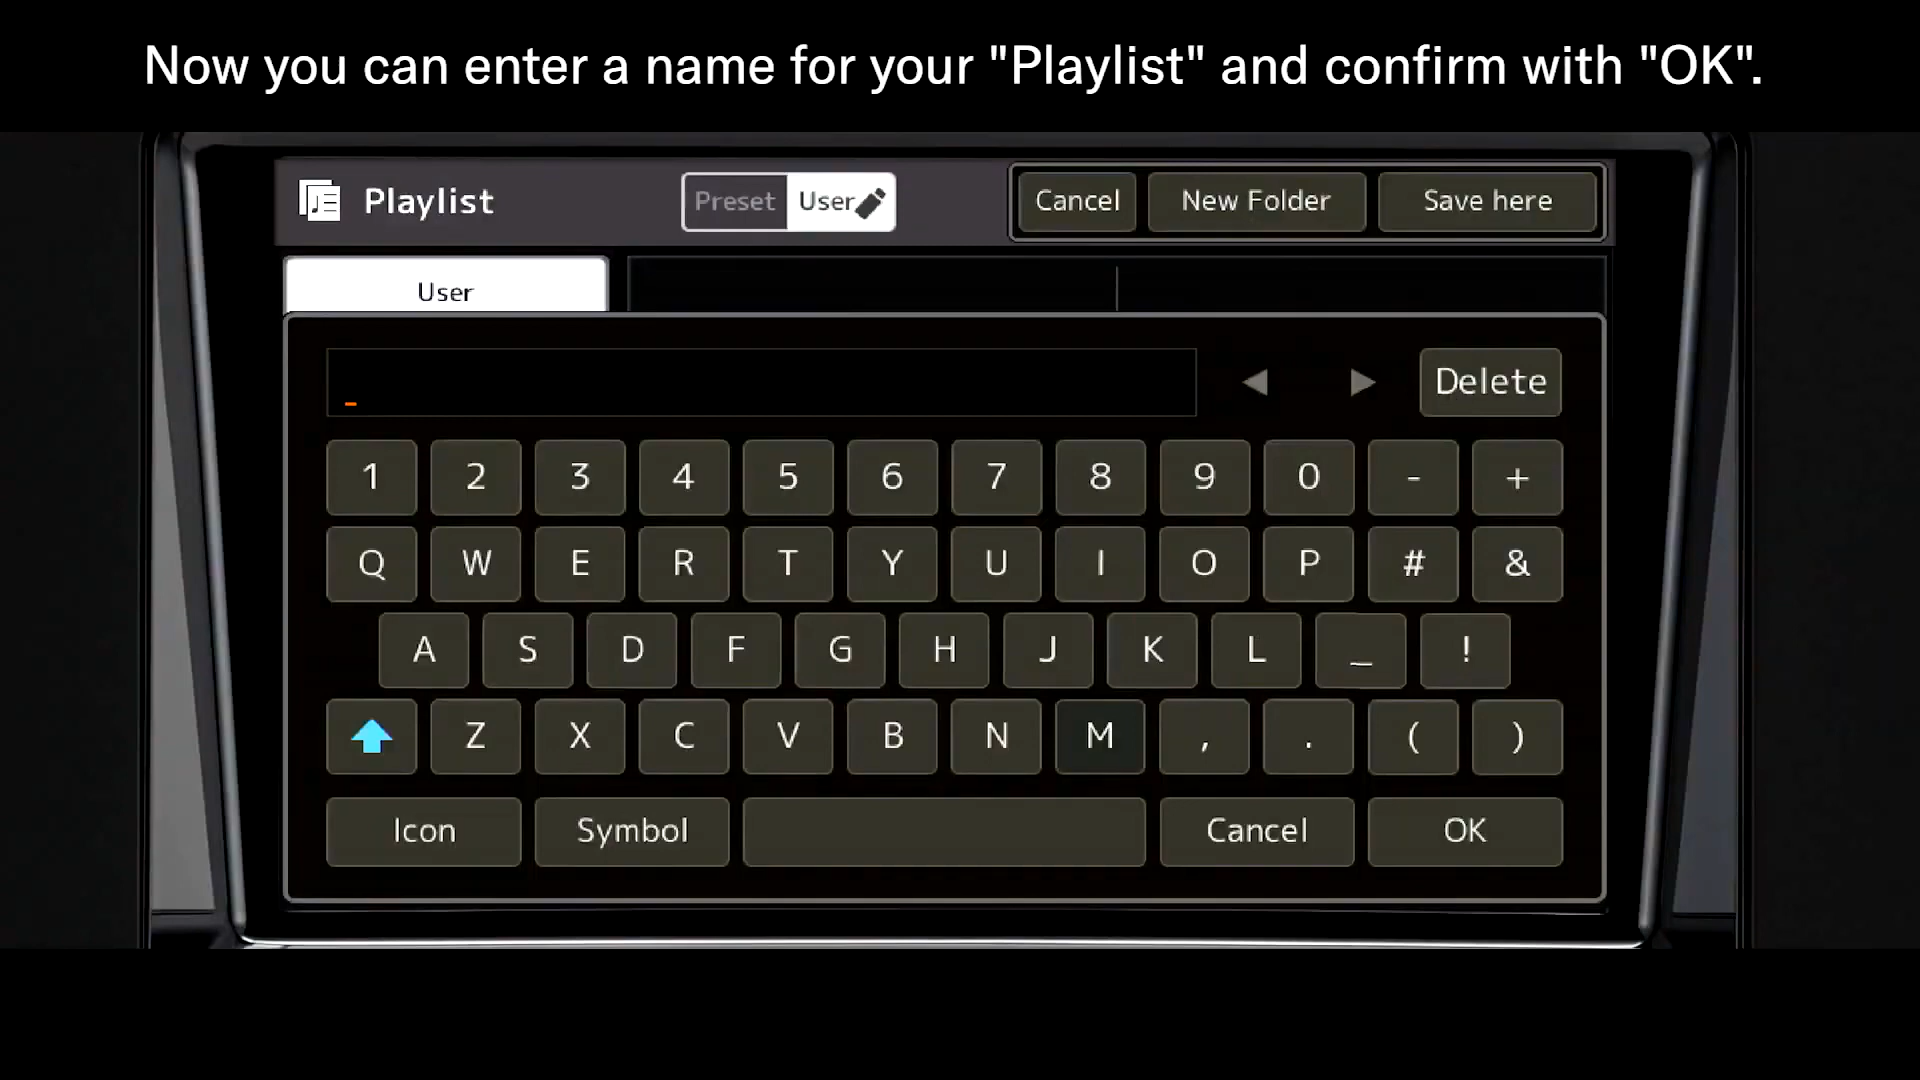 Now you can enter a name for your "Playlist" and confirm with "OK".
Playlist
Preset User
Cancel New Folder Save here
User
_
Delete
1 2 3 4 5 6 7 8 9 0 - +
Q W E R T Y U I O P # &
A S D F G H J K L _ !
Z X C V B N M , . ( )
Icon Symbol Cancel OK